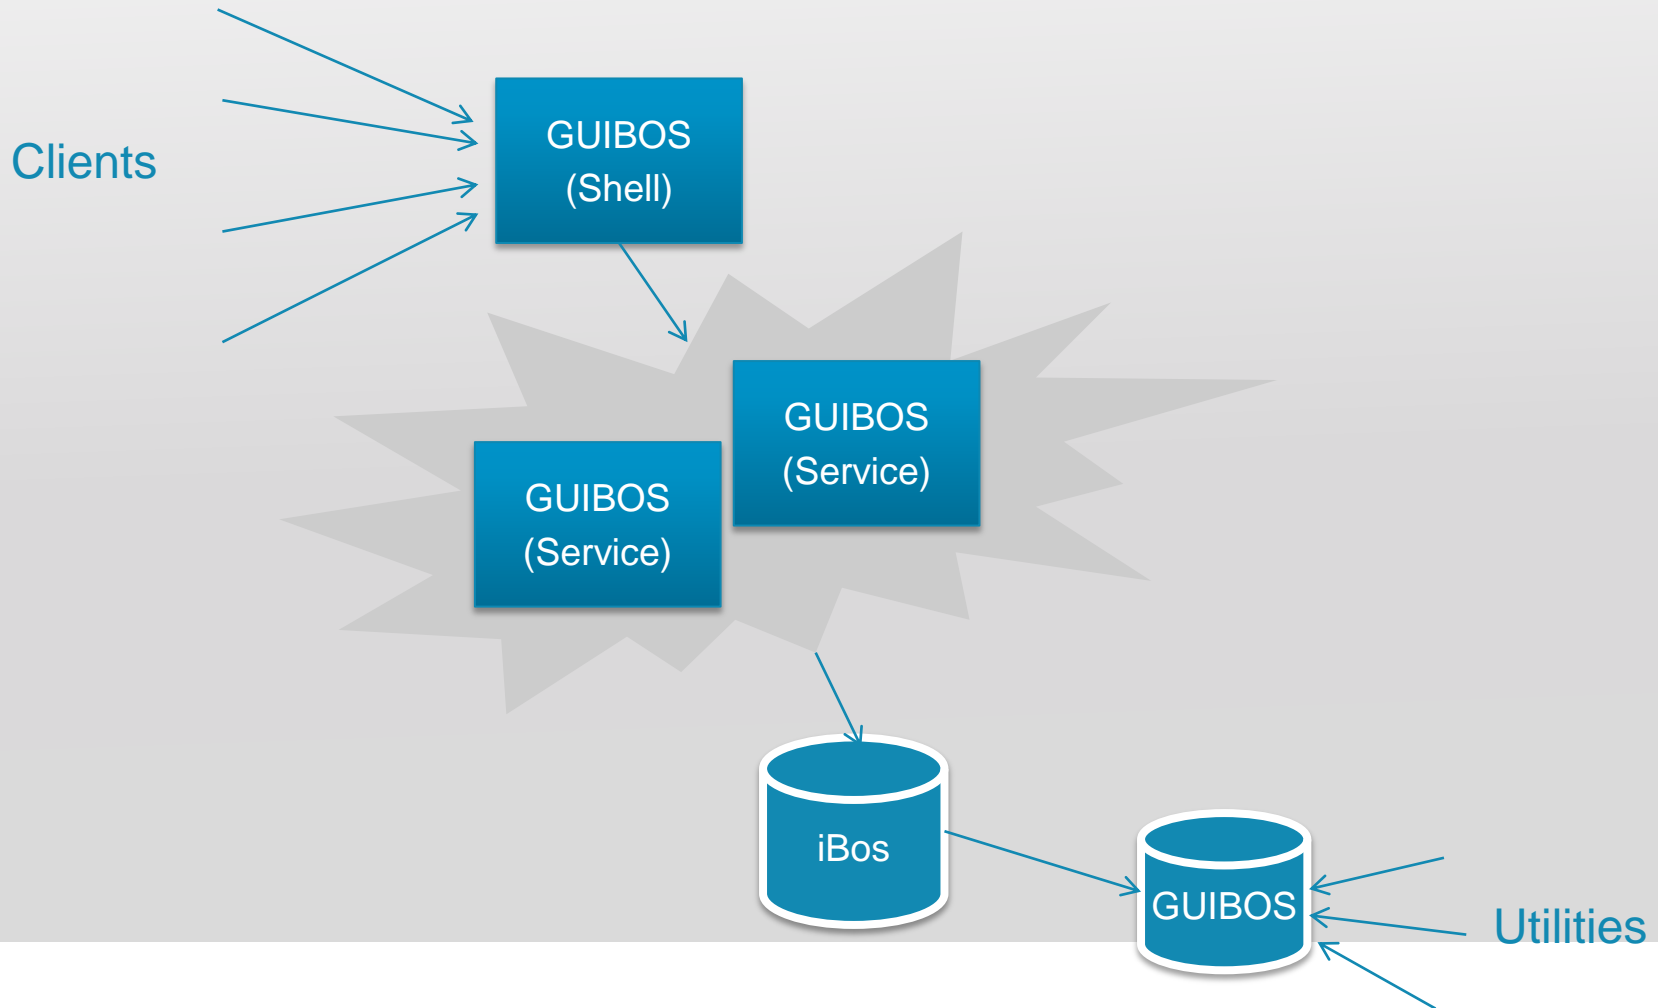 GUIBOS
(Shell)
Clients
GUIBOS
(Service)
GUIBOS
(Service)
iBos
GUIBOS
Utilities